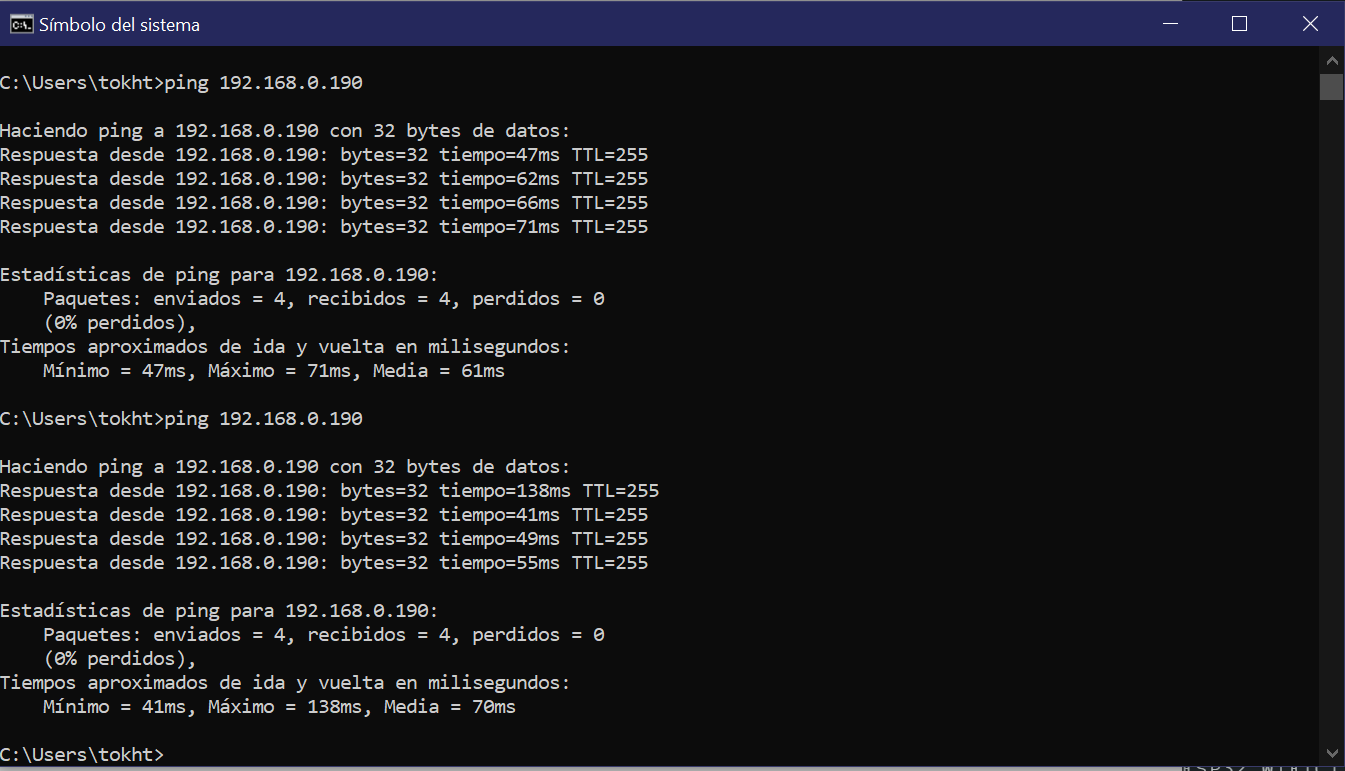 Símbolo del sistema
C:\Users\tokht>ping 192.168.0.190
Haciendo ping a 192.168.0.190 con 32 bytes de datos:
Respuesta desde 192.168.0.190: bytes=32 tiempo=47ms TTL=255
Respuesta desde 192.168.0.190: bytes=32 tiempo=62ms TTL=255
Respuesta desde 192.168.0.190: bytes=32 tiempo=66ms TTL=255
Respuesta desde 192.168.0.190: bytes=32 tiempo=71ms TTL=255
Estadísticas de ping para 192.168.0.190:
    Paquetes: enviados = 4, recibidos = 4, perdidos = 0
    (0% perdidos),
Tiempos aproximados de ida y vuelta en milisegundos:
    Mínimo = 47ms, Máximo = 71ms, Media = 61ms
C:\Users\tokht>ping 192.168.0.190
Haciendo ping a 192.168.0.190 con 32 bytes de datos:
Respuesta desde 192.168.0.190: bytes=32 tiempo=138ms TTL=255
Respuesta desde 192.168.0.190: bytes=32 tiempo=41ms TTL=255
Respuesta desde 192.168.0.190: bytes=32 tiempo=49ms TTL=255
Respuesta desde 192.168.0.190: bytes=32 tiempo=55ms TTL=255
Estadísticas de ping para 192.168.0.190:
    Paquetes: enviados = 4, recibidos = 4, perdidos = 0
    (0% perdidos),
Tiempos aproximados de ida y vuelta en milisegundos:
    Mínimo = 41ms, Máximo = 138ms, Media = 70ms
C:\Users\tokht>